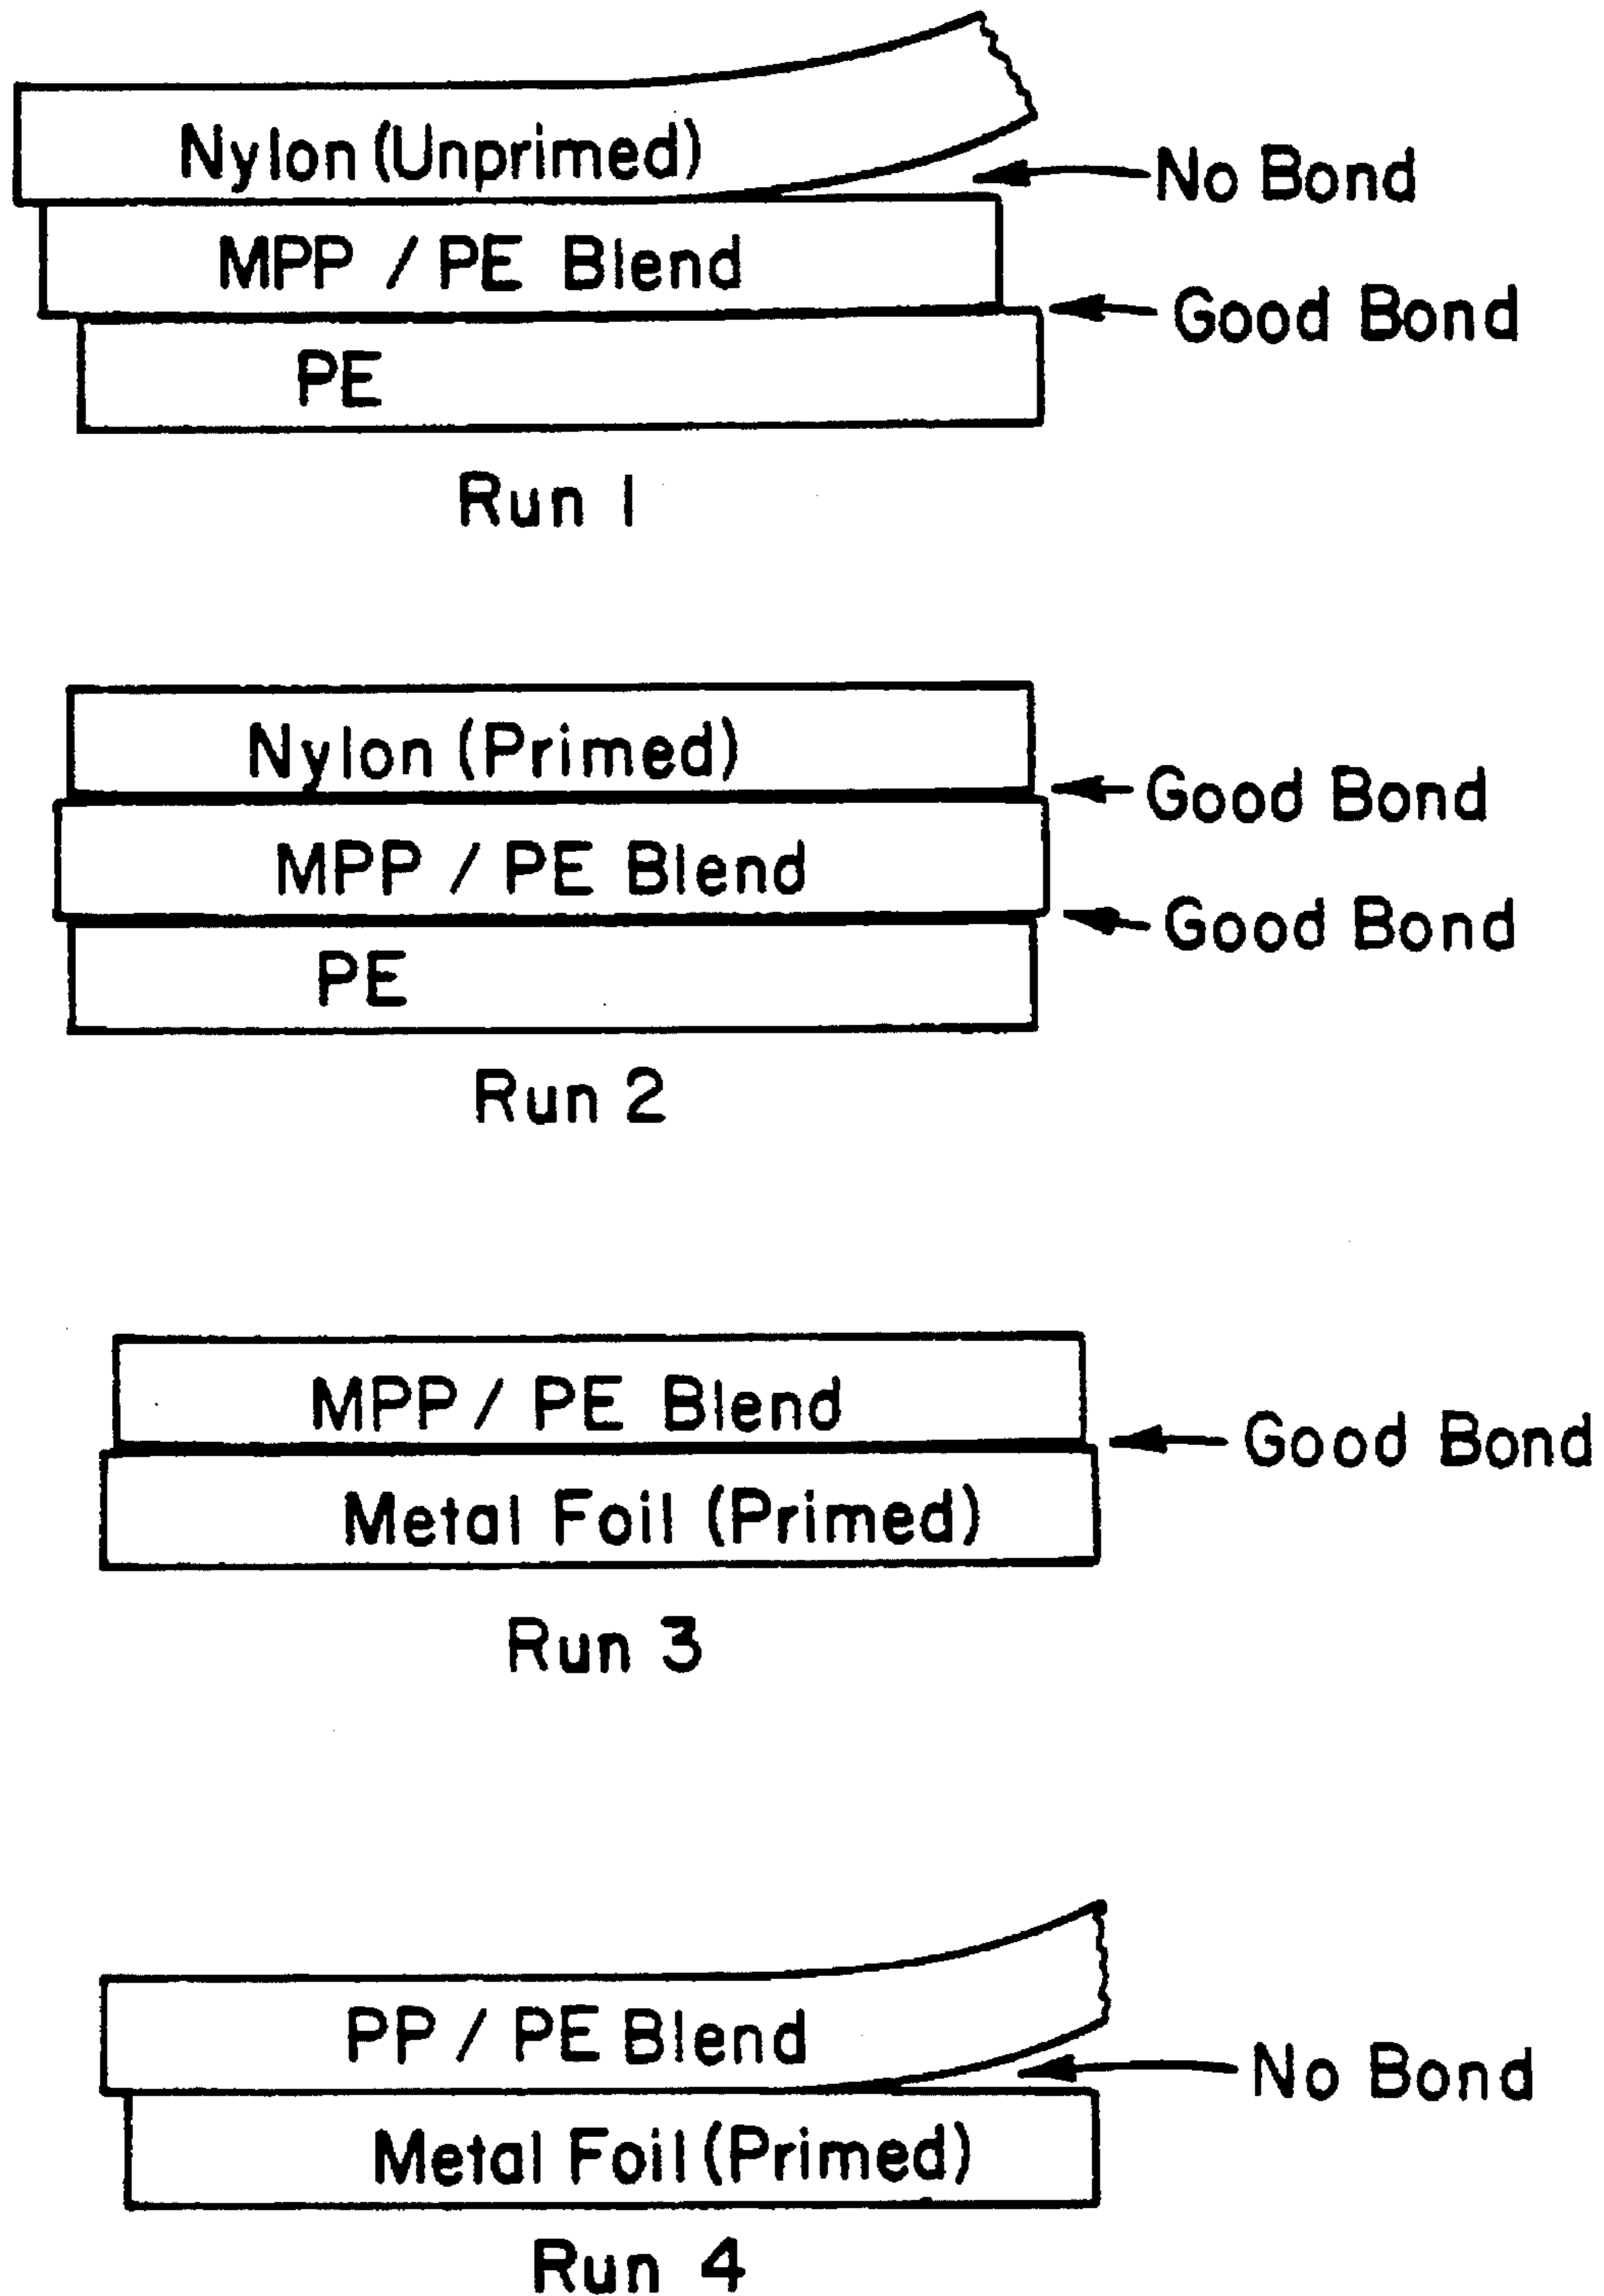 Nylon (Unprimed)
No Bond
MPP / PE Blend
Good Bond
PE
Run 1
Nylon (Primed)
Good Bond
MPP / PE Blend
Good Bond
PE
Run 2
MPP / PE Blend
Good Bond
Metal Foil (Primed)
Run 3
PP / PE Blend
No Bond
Metal Foil (Primed)
Run 4